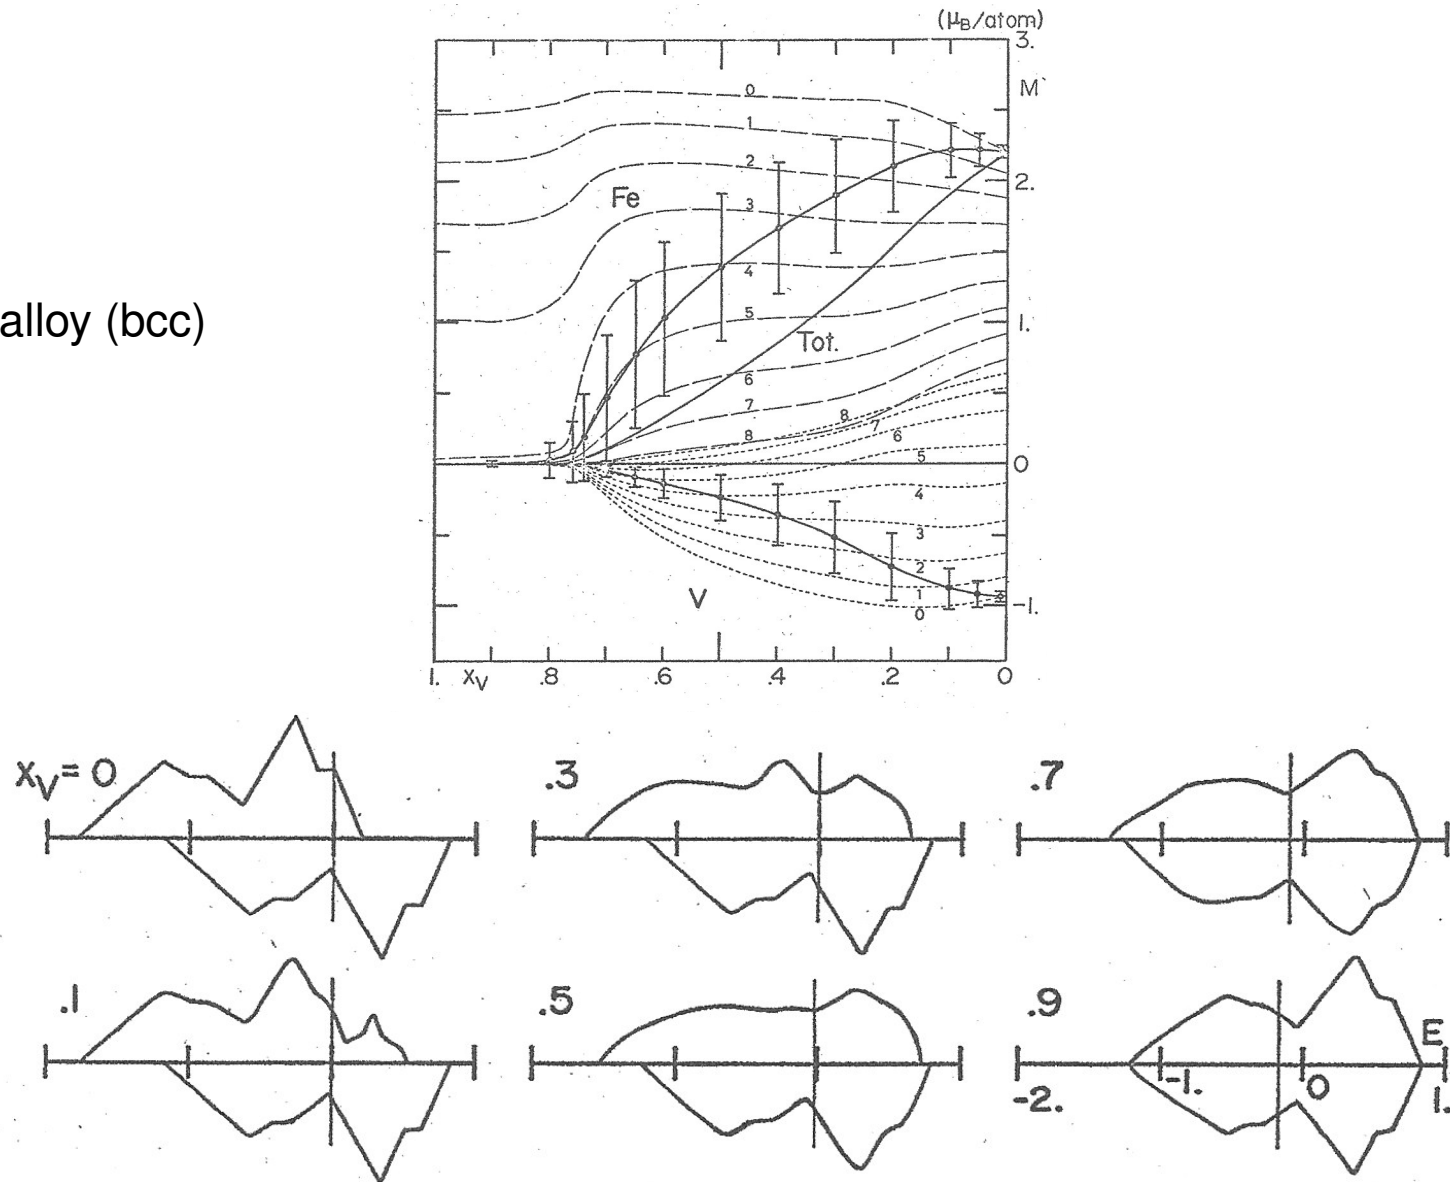 (μB/atom)
3.
M`
0
1
2
2.
Fe
3
4
alloy (bcc)
5
1.
Tot.
6
7
8
8
7
6
5
0
4
3
2
V
1
0
-1.
1. xV .8 .6 .4 .2 0
xV = 0 .3 .7
.1 .5 .9
E
-1. 0
-2. 1.